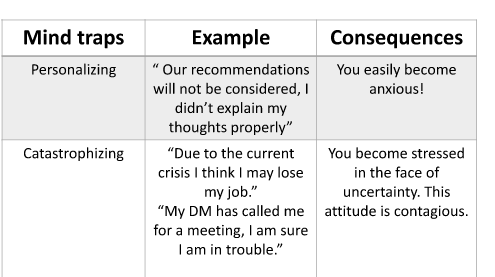 Mind traps
Example
Consequences
Personalizing
“ Our recommendations
will not be considered, I
didn’t explain my
thoughts properly”
You easily become
anxious!
Catastrophizing
“Due to the current
crisis I think I may lose
my job.”
“My DM has called me
for a meeting, I am sure
I am in trouble.”
You become stressed
in the face of
uncertainty. This
attitude is contagious.